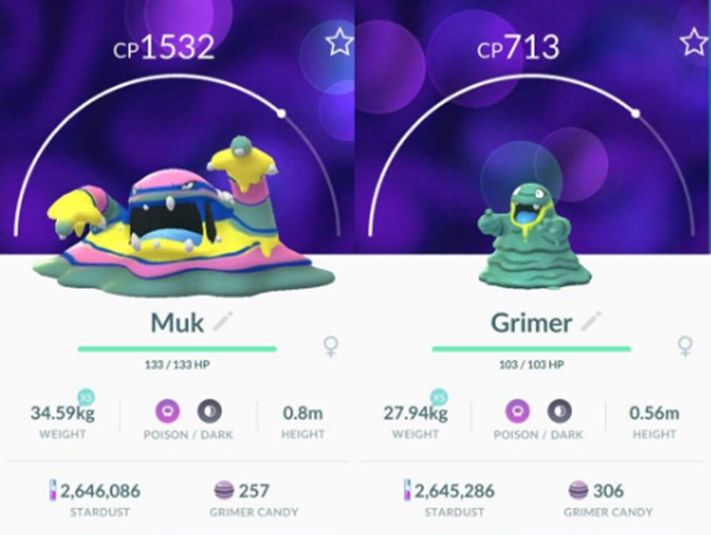 CP1532
Muk
133 / 133 HP
XS
34.59kg
WEIGHT
POISON / DARK
0.8m
HEIGHT
2,646,086
STARDUST
257
GRIMER CANDY
CP713
Grimer
103 / 103 HP
XS
27.94kg
WEIGHT
POISON / DARK
0.56m
HEIGHT
2,645,286
STARDUST
306
GRIMER CANDY